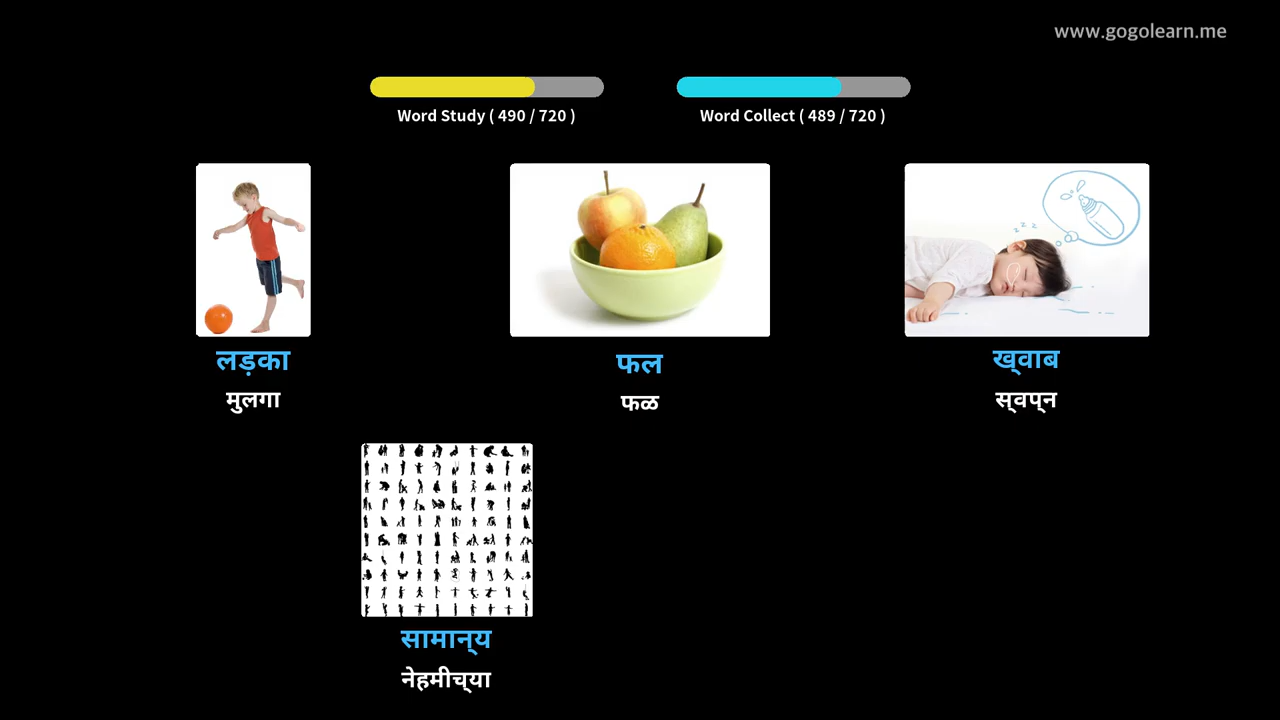 www.gogolearn.me
Word Study ( 490 / 720 )
Word Collect ( 489 / 720 )
लड़का
मुलगा
फल
फळ
ख्वाब
स्वप्न
सामान्य
नेहमीच्या